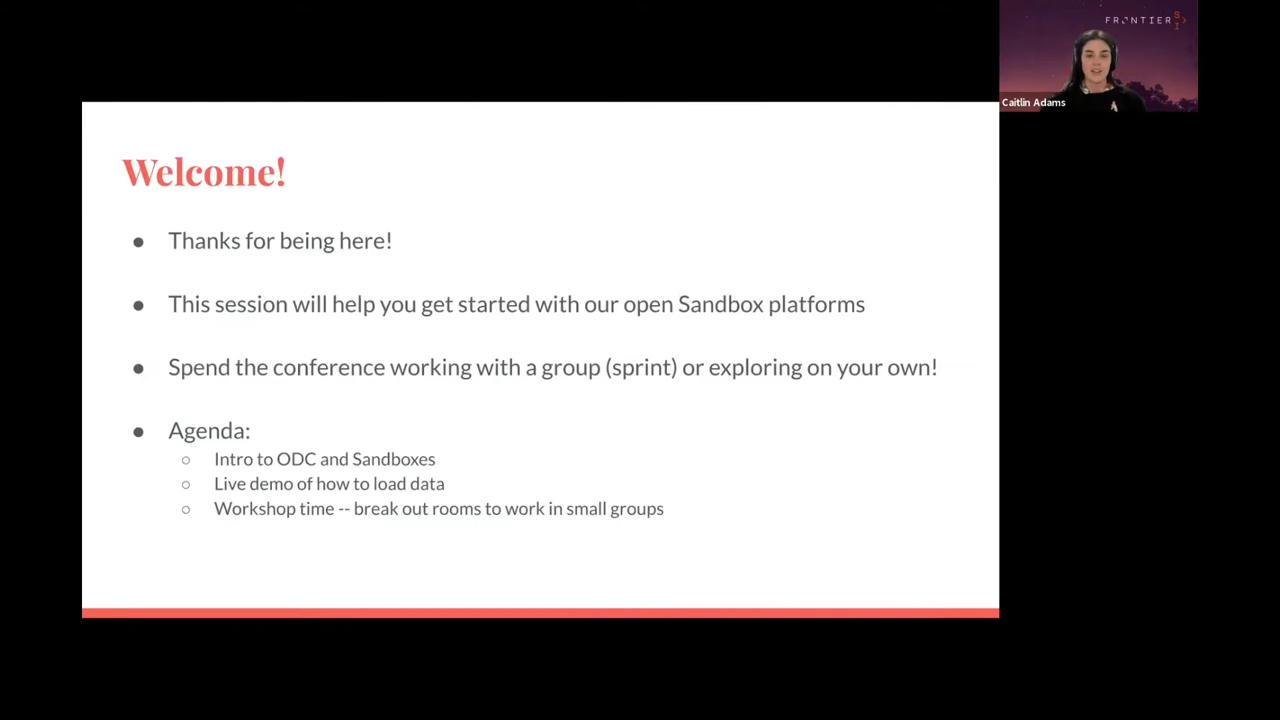 FRONTIER SI
Caitlin Adams
Welcome!
● Thanks for being here!
● This session will help you get started with our open Sandbox platforms
● Spend the conference working with a group (sprint) or exploring on your own!
● Agenda:
○ Intro to ODC and Sandboxes
○ Live demo of how to load data
○ Workshop time -- break out rooms to work in small groups